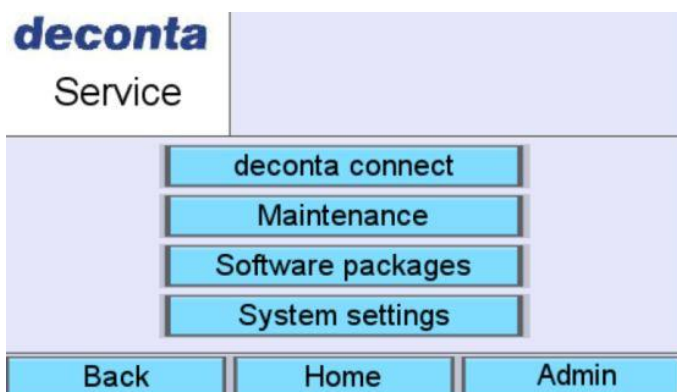 deconta
Service
deconta connect
Maintenance
Software packages
System settings
Back Home Admin